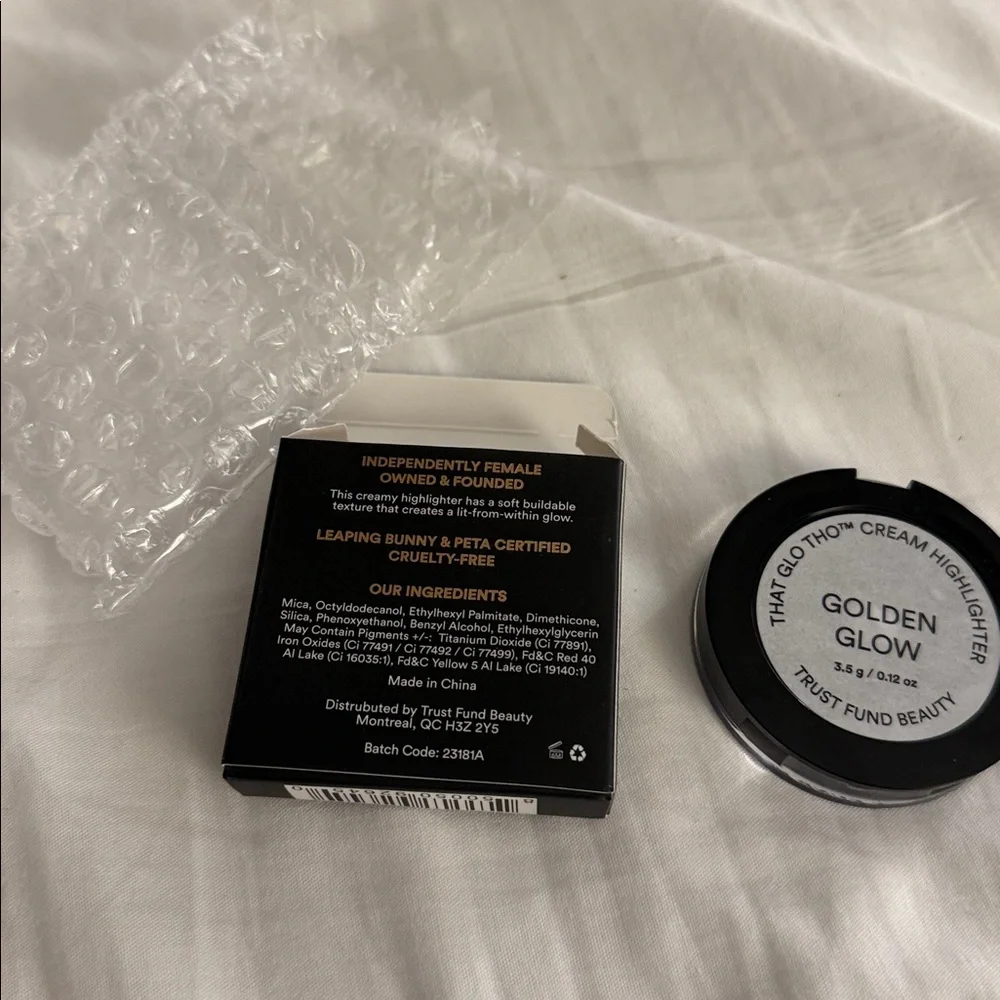 INDEPENDENTLY FEMALE
OWNED & FOUNDED
This creamy highlighter has a soft buildable
texture that creates a lit-from-within glow.
LEAPING BUNNY & PETA CERTIFIED
CRUELTY-FREE
OUR INGREDIENTS
Mica, Octyldodecanol, Ethylhexyl Palmitate, Dimethicone,
Silica, Phenoxyethanol, Benzyl Alcohol, Ethylhexylglycerin
May Contain Pigments +/-: Titanium Dioxide (Ci 77891),
Iron Oxides (Ci 77491 / Ci 77492 / Ci 77499), Fd&C Red 40
Al Lake (Ci 16035:1), Fd&C Yellow 5 Al Lake (Ci 19140:1)
Made in China
Distrubuted by Trust Fund Beauty
Montreal, QC H3Z 2Y5
Batch Code: 23181A
THAT GLO THO™ CREAM HIGHLIGHTER
GOLDEN
GLOW
3.5 g / 0.12 oz
TRUST FUND BEAUTY